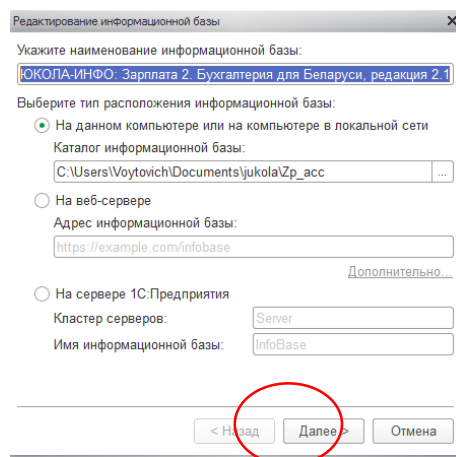 Редактирование информационной базы
Укажите наименование информационной базы:
ЮКОЛА-ИНФО: Зарплата 2. Бухгалтерия для Беларуси, редакция 2.1
Выберите тип расположения информационной базы:
На данном компьютере или на компьютере в локальной сети
Каталог информационной базы:
C:\Users\Voytovich\Documents\jukola\Zp_acc ...
На веб-сервере
Адрес информационной базы:
https://example.com/infobase
Дополнительно...
На сервере 1С:Предприятия
Кластер серверов: Server
Имя информационной базы: InfoBase
< Назад Далее > Отмена